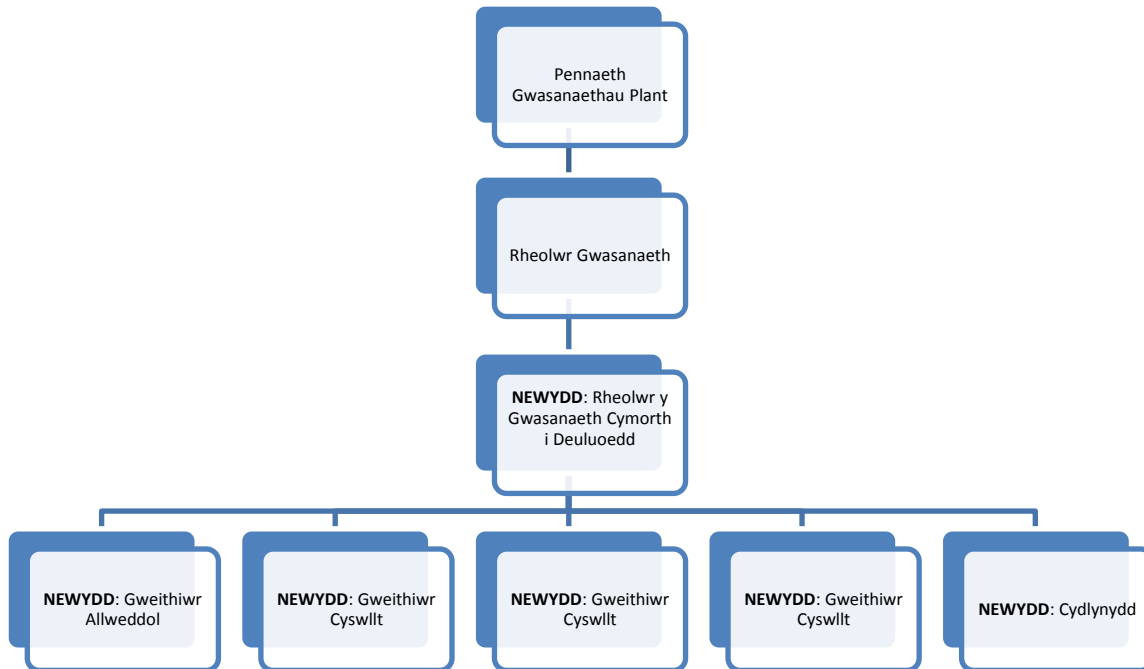 Pennaeth
Gwasanaethau Plant
Rheolwr Gwasanaeth
NEWYDD: Rheolwr y
Gwasanaeth Cymorth
i Deuluoedd
NEWYDD: Gweithiwr
Allweddol
NEWYDD: Gweithiwr
Cyswllt
NEWYDD: Gweithiwr
Cyswllt
NEWYDD: Gweithiwr
Cyswllt
NEWYDD: Cydlynydd